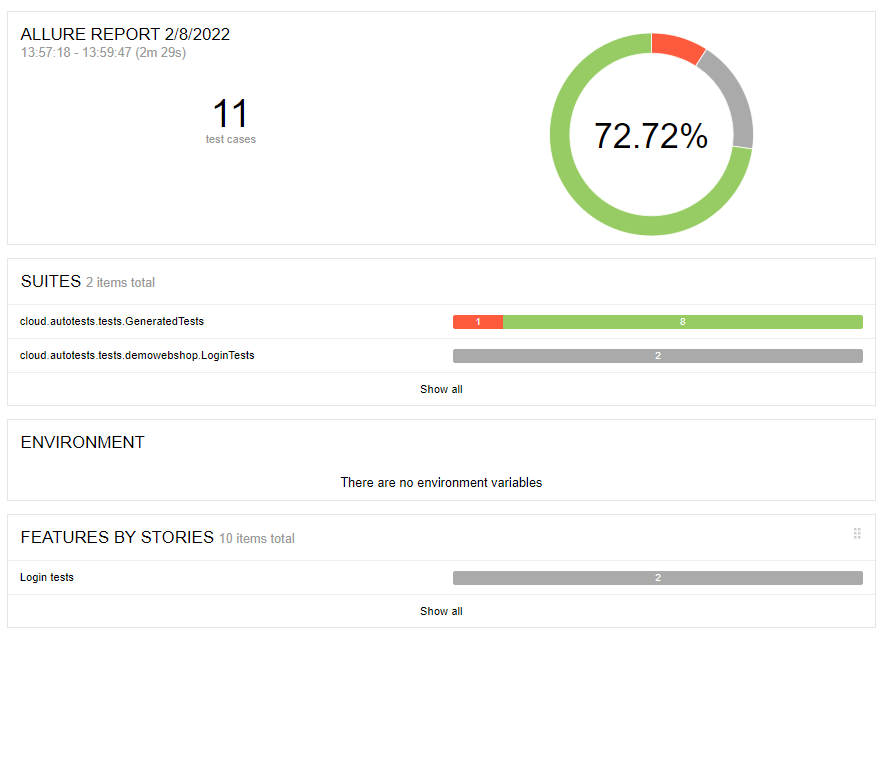 ALLURE REPORT 2/8/2022
13:57:18 - 13:59:47 (2m 29s)
11
test cases
72.72%
SUITES 2 items total
cloud.autotests.tests.GeneratedTests 1 8
cloud.autotests.tests.demowebshop.LoginTests 2
Show all
ENVIRONMENT
There are no environment variables
FEATURES BY STORIES 10 items total
Login tests 2
Show all